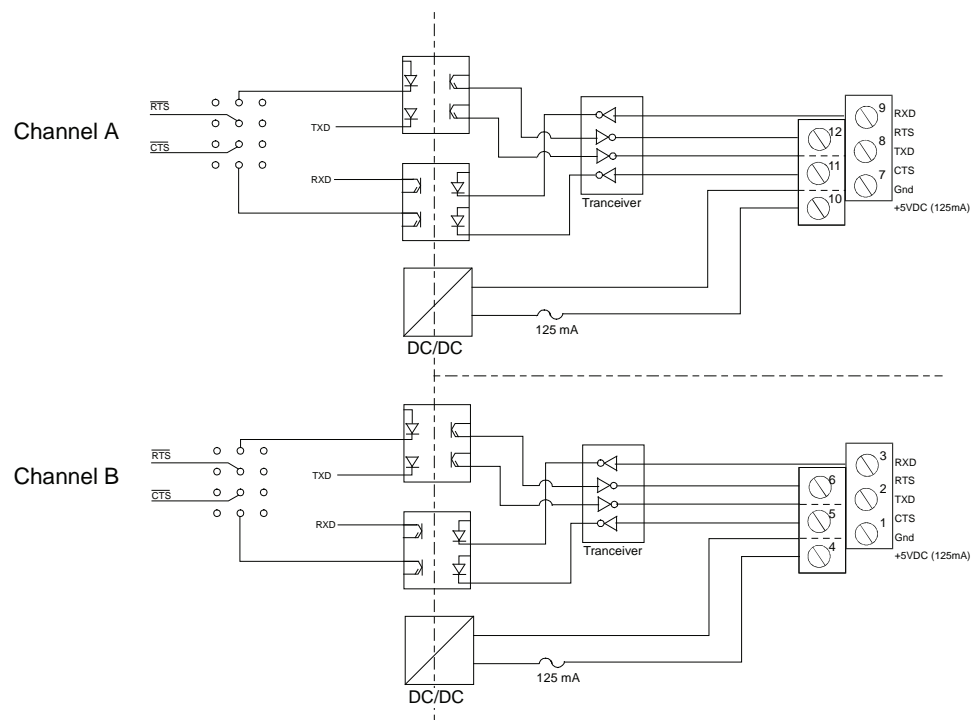 Channel A
RTS
CTS
TXD
RXD
Tranceiver
125 mA
DC/DC
12
11
10
9
8
7
RXD
RTS
TXD
CTS
Gnd
+5VDC (125mA)
Channel B
RTS
CTS
TXD
RXD
Tranceiver
125 mA
DC/DC
6
5
4
3
2
1
RXD
RTS
TXD
CTS
Gnd
+5VDC (125mA)